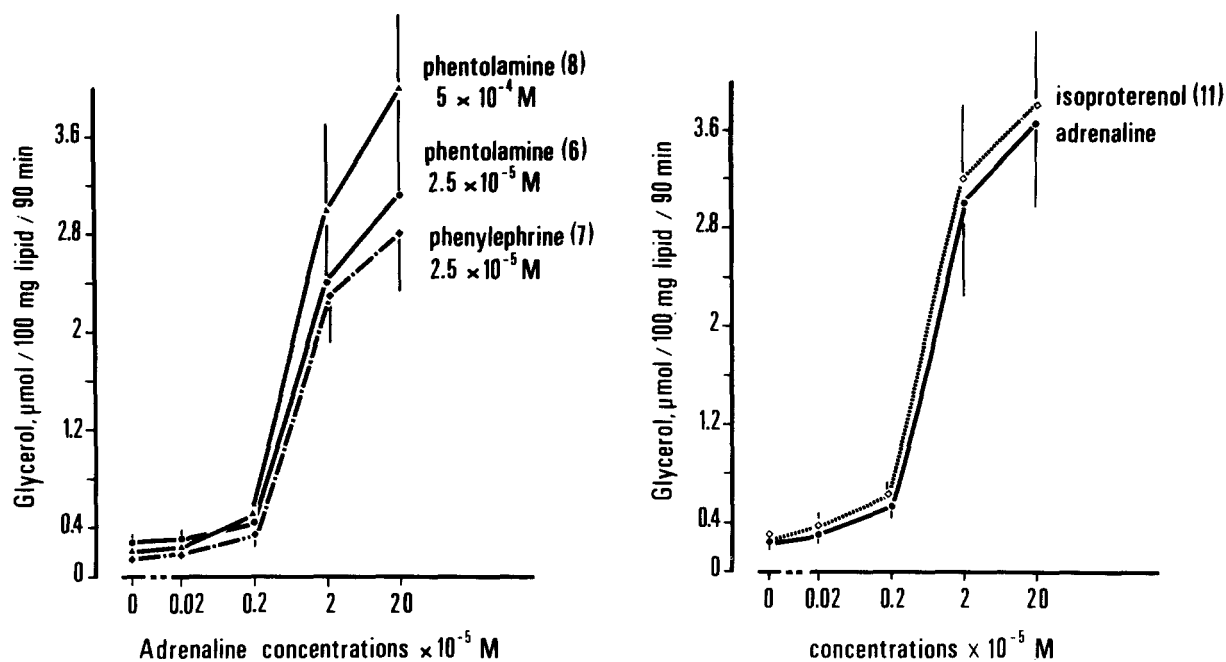 phentolamine (8)
5 × 10⁻⁴ M
phentolamine (6)
2.5 × 10⁻⁵ M
phenylephrine (7)
2.5 × 10⁻⁵ M
Glycerol, µmol / 100 mg lipid / 90 min
3.6
2.8
2
1.2
0.4
0
0 0.02 0.2 2 20
Adrenaline concentrations × 10⁻⁵ M
isoproterenol (11)
adrenaline
Glycerol, µmol / 100 mg lipid / 90 min
3.6
2.8
2
1.2
0.4
0
0 0.02 0.2 2 20
concentrations × 10⁻⁵ M